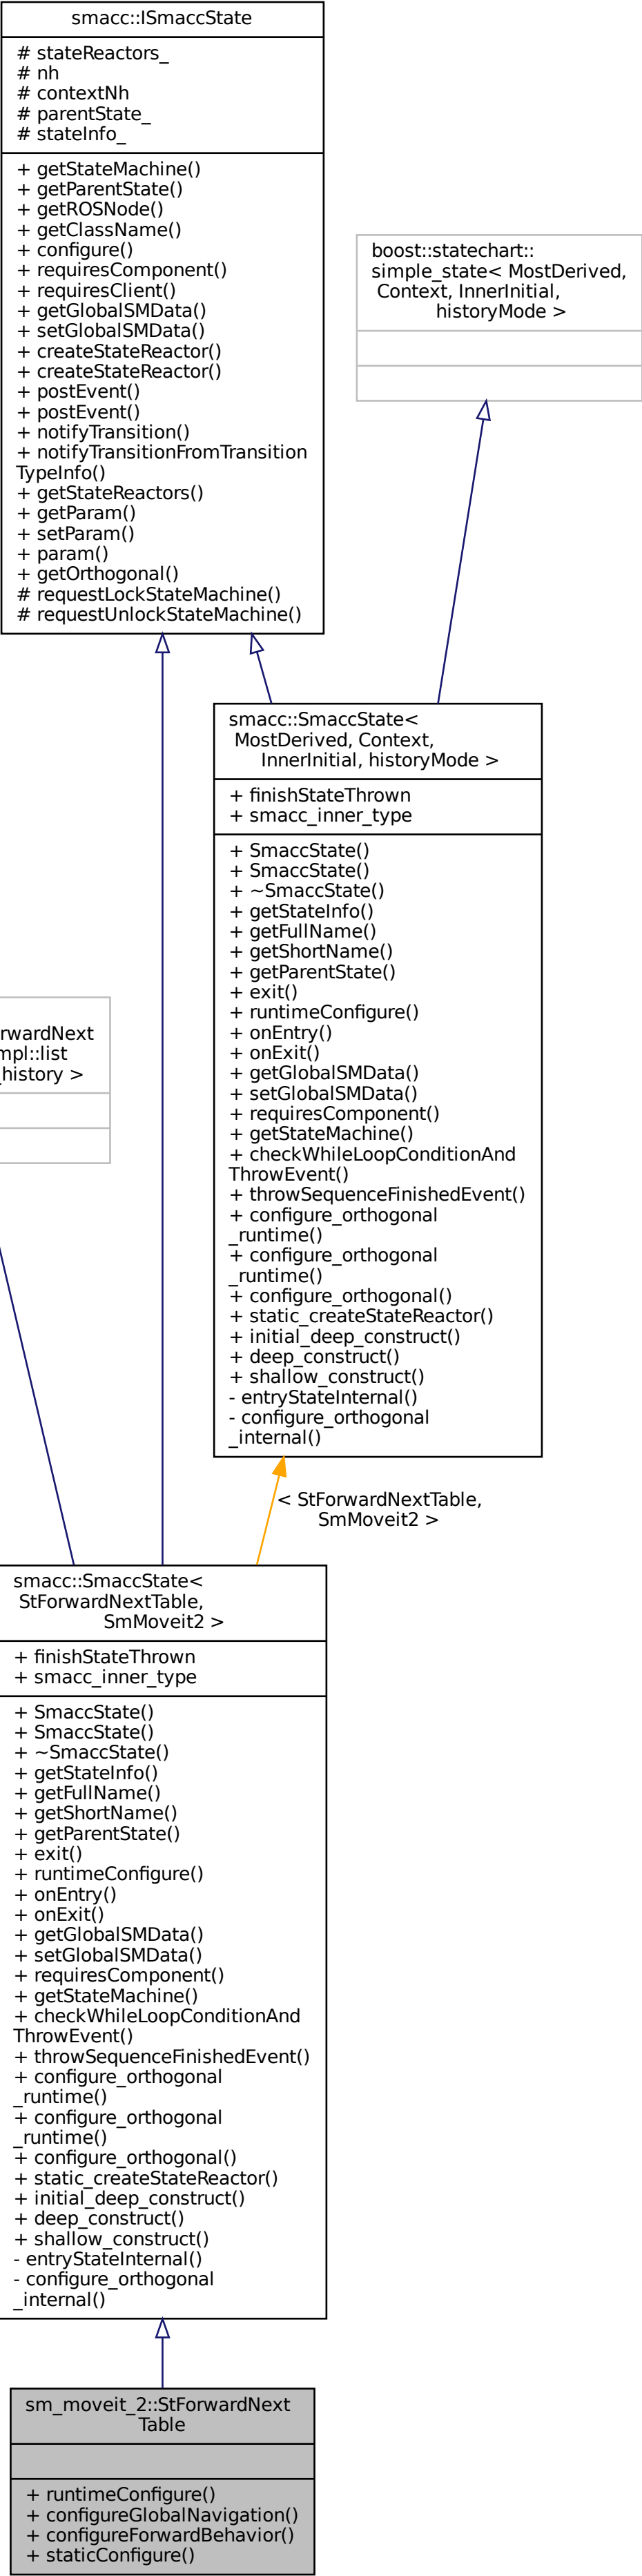 smacc::ISmaccState
# stateReactors_
# nh
# contextNh
# parentState_
# stateInfo_
+ getStateMachine()
+ getParentState()
+ getROSNode()
+ getClassName()
+ configure()
+ requiresComponent()
+ requiresClient()
+ getGlobalSMData()
+ setGlobalSMData()
+ createStateReactor()
+ createStateReactor()
+ postEvent()
+ postEvent()
+ notifyTransition()
+ notifyTransitionFromTransition
TypeInfo()
+ getStateReactors()
+ getParam()
+ setParam()
+ param()
+ getOrthogonal()
# requestLockStateMachine()
# requestUnlockStateMachine()
boost::statechart::
simple_state< MostDerived,
Context, InnerInitial,
historyMode >
smacc::SmaccState<
MostDerived, Context,
InnerInitial, historyMode >
+ finishStateThrown
+ smacc_inner_type
+ SmaccState()
+ SmaccState()
+ ~SmaccState()
+ getStateInfo()
+ getFullName()
+ getShortName()
+ getParentState()
+ exit()
+ runtimeConfigure()
+ onEntry()
+ onExit()
+ getGlobalSMData()
+ setGlobalSMData()
+ requiresComponent()
+ getStateMachine()
+ checkWhileLoopConditionAnd
ThrowEvent()
+ throwSequenceFinishedEvent()
+ configure_orthogonal
_runtime()
+ configure_orthogonal
_runtime()
+ configure_orthogonal()
+ static_createStateReactor()
+ initial_deep_construct()
+ deep_construct()
+ shallow_construct()
- entryStateInternal()
- configure_orthogonal
_internal()
rwardNext
mpl::list
_history >
< StForwardNextTable,
SmMoveit2 >
smacc::SmaccState<
StForwardNextTable,
SmMoveit2 >
+ finishStateThrown
+ smacc_inner_type
+ SmaccState()
+ SmaccState()
+ ~SmaccState()
+ getStateInfo()
+ getFullName()
+ getShortName()
+ getParentState()
+ exit()
+ runtimeConfigure()
+ onEntry()
+ onExit()
+ getGlobalSMData()
+ setGlobalSMData()
+ requiresComponent()
+ getStateMachine()
+ checkWhileLoopConditionAnd
ThrowEvent()
+ throwSequenceFinishedEvent()
+ configure_orthogonal
_runtime()
+ configure_orthogonal
_runtime()
+ configure_orthogonal()
+ static_createStateReactor()
+ initial_deep_construct()
+ deep_construct()
+ shallow_construct()
- entryStateInternal()
- configure_orthogonal
_internal()
sm_moveit_2::StForwardNext
Table
+ runtimeConfigure()
+ configureGlobalNavigation()
+ configureForwardBehavior()
+ staticConfigure()